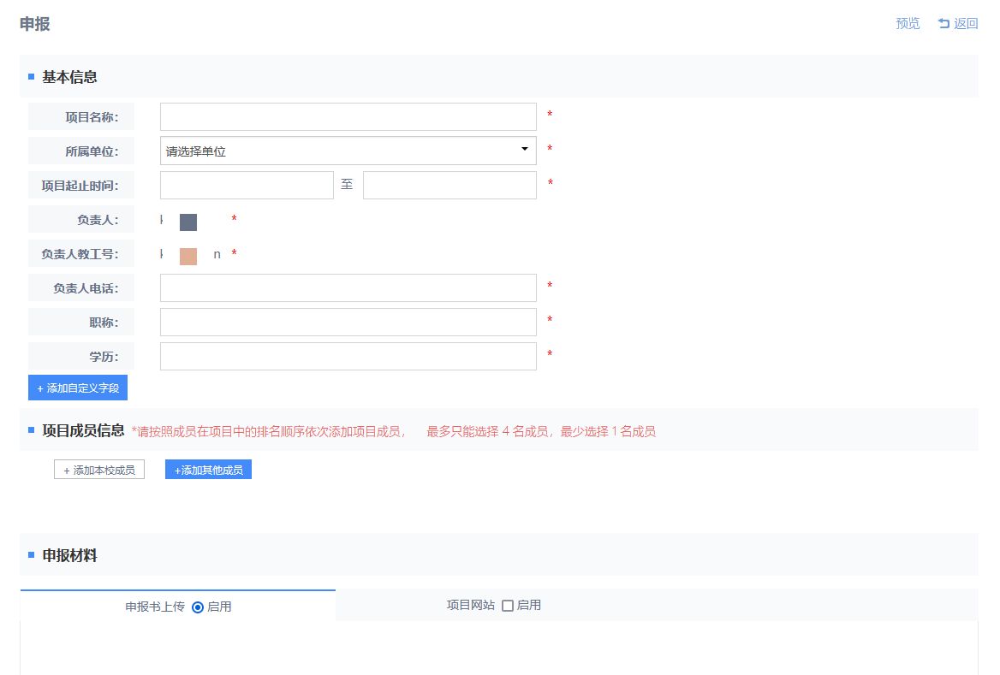 申报 预览 返回
基本信息
项目名称: *
所属单位: 请选择单位 *
项目起止时间: 至 *
负责人: *
负责人教工号: n *
负责人电话: *
职称: *
学历: *
+ 添加自定义字段
项目成员信息 *请按照成员在项目中的排名顺序依次添加项目成员， 最多只能选择 4 名成员，最少选择 1 名成员
+ 添加本校成员 +添加其他成员
申报材料
申报书上传 启用 项目网站 启用